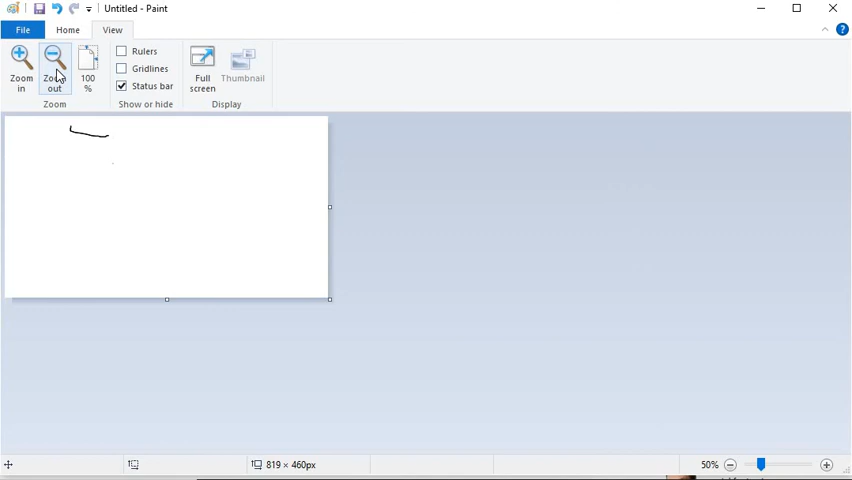 Untitled - Paint
File Home View
Zoom in
Zoom out
100 %
Rulers
Gridlines
Status bar
Full screen
Thumbnail
Zoom
Show or hide
Display
819 × 460px
50%